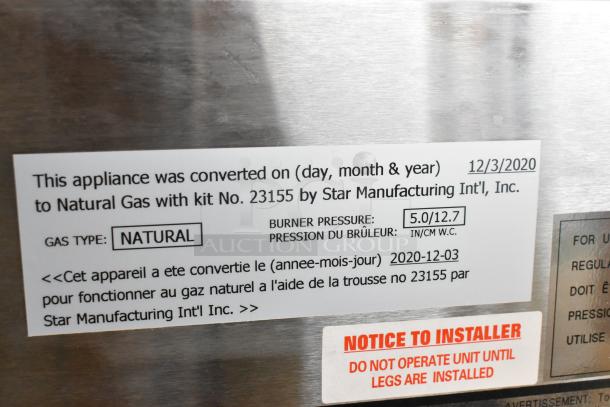 This appliance was converted on (day, month & year) 12/3/2020
to Natural Gas with kit No. 23155 by Star Manufacturing Int'l, Inc.
GAS TYPE: NATURAL BURNER PRESSURE: 5.0/12.7
PRESSION DU BRÛLEUR: IN/CM W.C.
<<Cet appareil a ete convertie le (annee-mois-jour) 2020-12-03
pour fonctionner au gaz naturel a l'aide de la trousse no 23155 par
Star Manufacturing Int'l Inc. >>
AUCTION GROUP
NOTICE TO INSTALLER
DO NOT OPERATE UNIT UNTIL
LEGS ARE INSTALLED
FOR U
REGULA
DOIT Ê
PRESSIO
UTILISE
AVERTISSEMENT: To